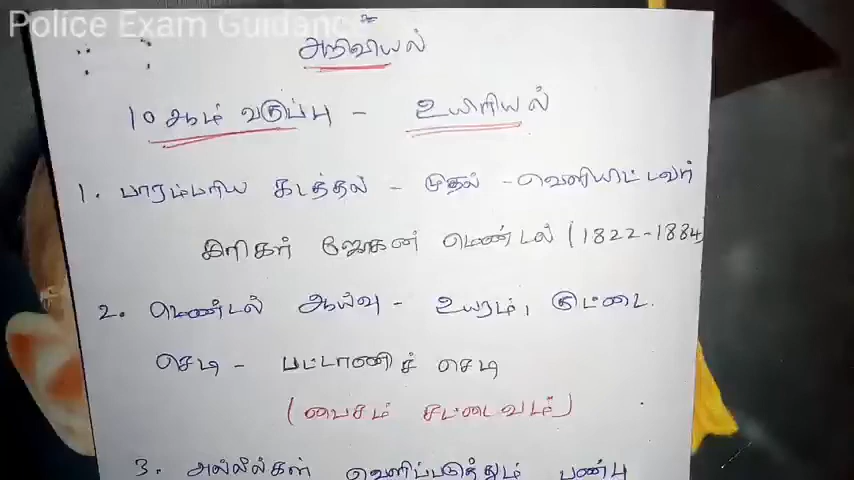 Police Exam Guidance
அறிவியல்
10 ஆம் வகுப்பு - உயிரியல்
1. பாரம்பரிய கடத்தல் - முதல் - வெளியிட்டவர்
கிரிகள் ஜோகன் மெண்டல் (1822-1884)
2. மெண்டல் ஆய்வு - உயரம், குட்டை
செடி - பட்டாணிச் செடி
(பைசம் சட்டைவம்)
3. அல்லீல்கள் வெளிப்படுத்தும் பண்பு